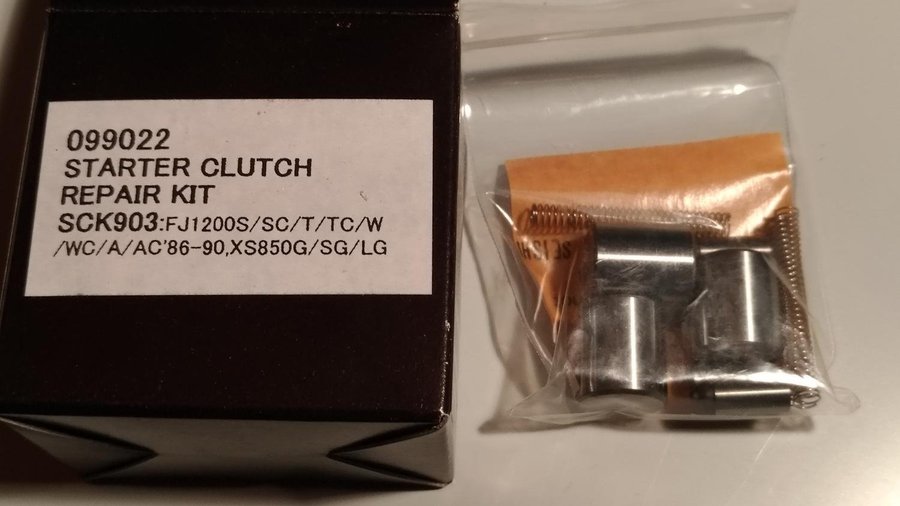 099022
STARTER CLUTCH
REPAIR KIT
SCK903:FJ1200S/SC/T/TC/W
/WC/A/AC'86-90,XS850G/SG/LG